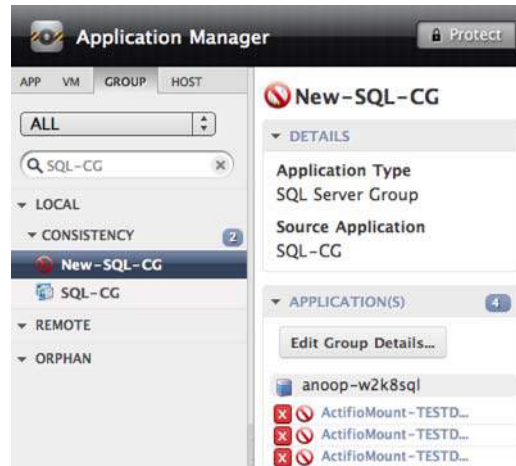 Application Manager
Protect
APP VM GROUP HOST
ALL
SQL-CG
LOCAL
CONSISTENCY 2
New-SQL-CG
SQL-CG
REMOTE
ORPHAN
New-SQL-CG
DETAILS
Application Type
SQL Server Group
Source Application
SQL-CG
APPLICATION(S) 4
Edit Group Details...
anoop-w2k8sql
ActifioMount-TESTD...
ActifioMount-TESTD...
ActifioMount-TESTD...